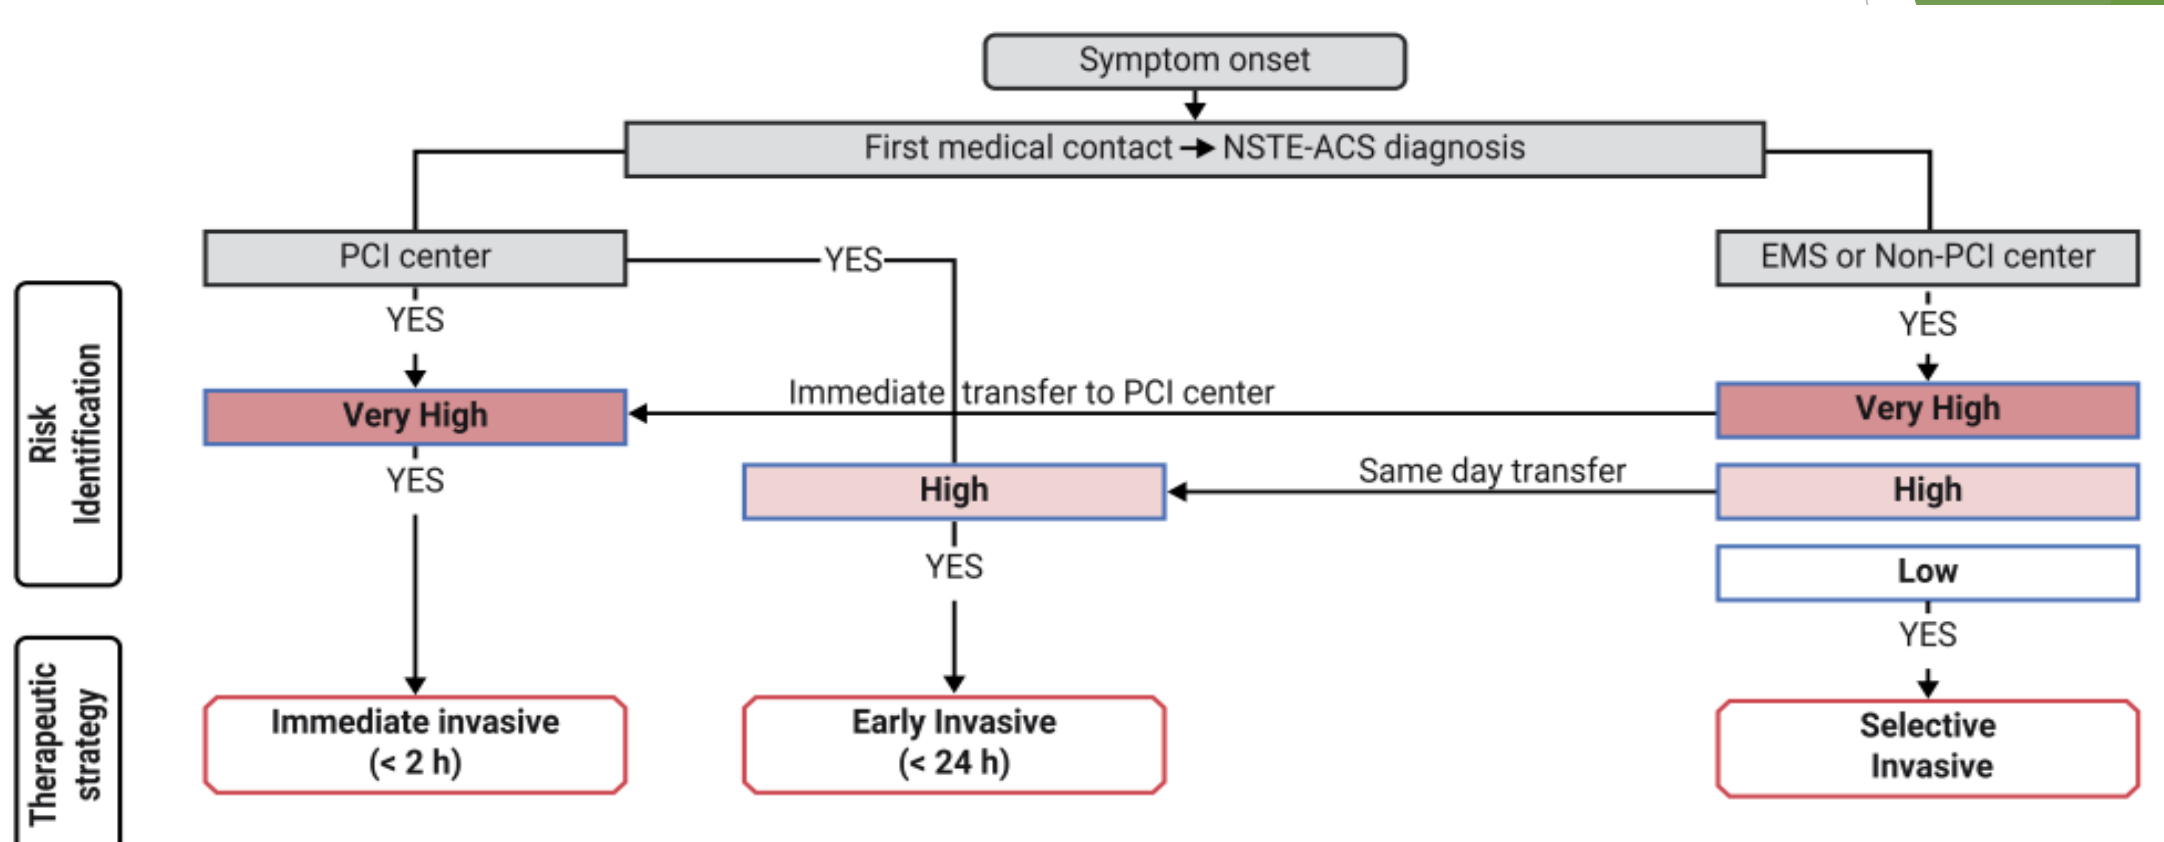 Symptom onset
First medical contact → NSTE-ACS diagnosis
PCI center
YES
EMS or Non-PCI center
YES
YES
Risk
Identification
Very High
Immediate transfer to PCI center
Very High
YES
High
Same day transfer
High
YES
Low
YES
Therapeutic
strategy
Immediate invasive
(< 2 h)
Early Invasive
(< 24 h)
Selective
Invasive